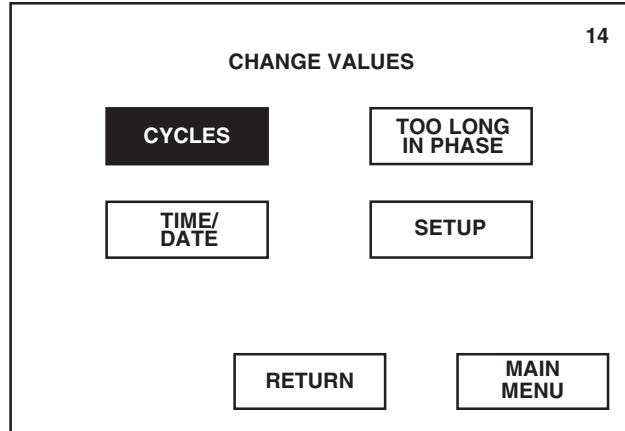 14
CHANGE VALUES
CYCLES
TOO LONG
IN PHASE
TIME/
DATE
SETUP
RETURN
MAIN
MENU